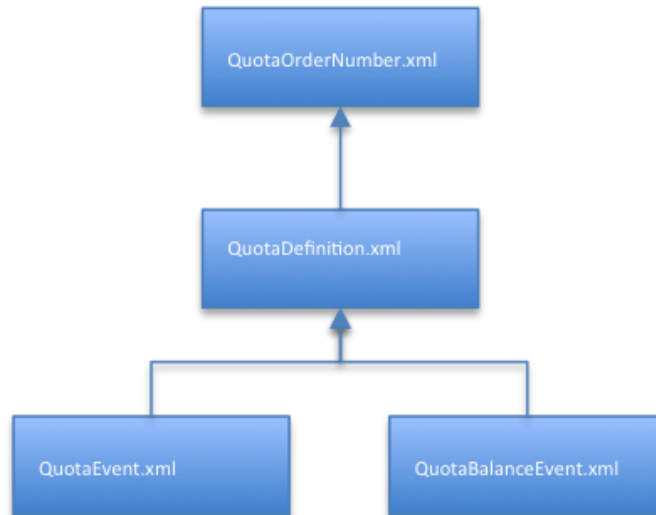 QuotaOrderNumber.xml
QuotaDefinition.xml
QuotaEvent.xml
QuotaBalanceEvent.xml